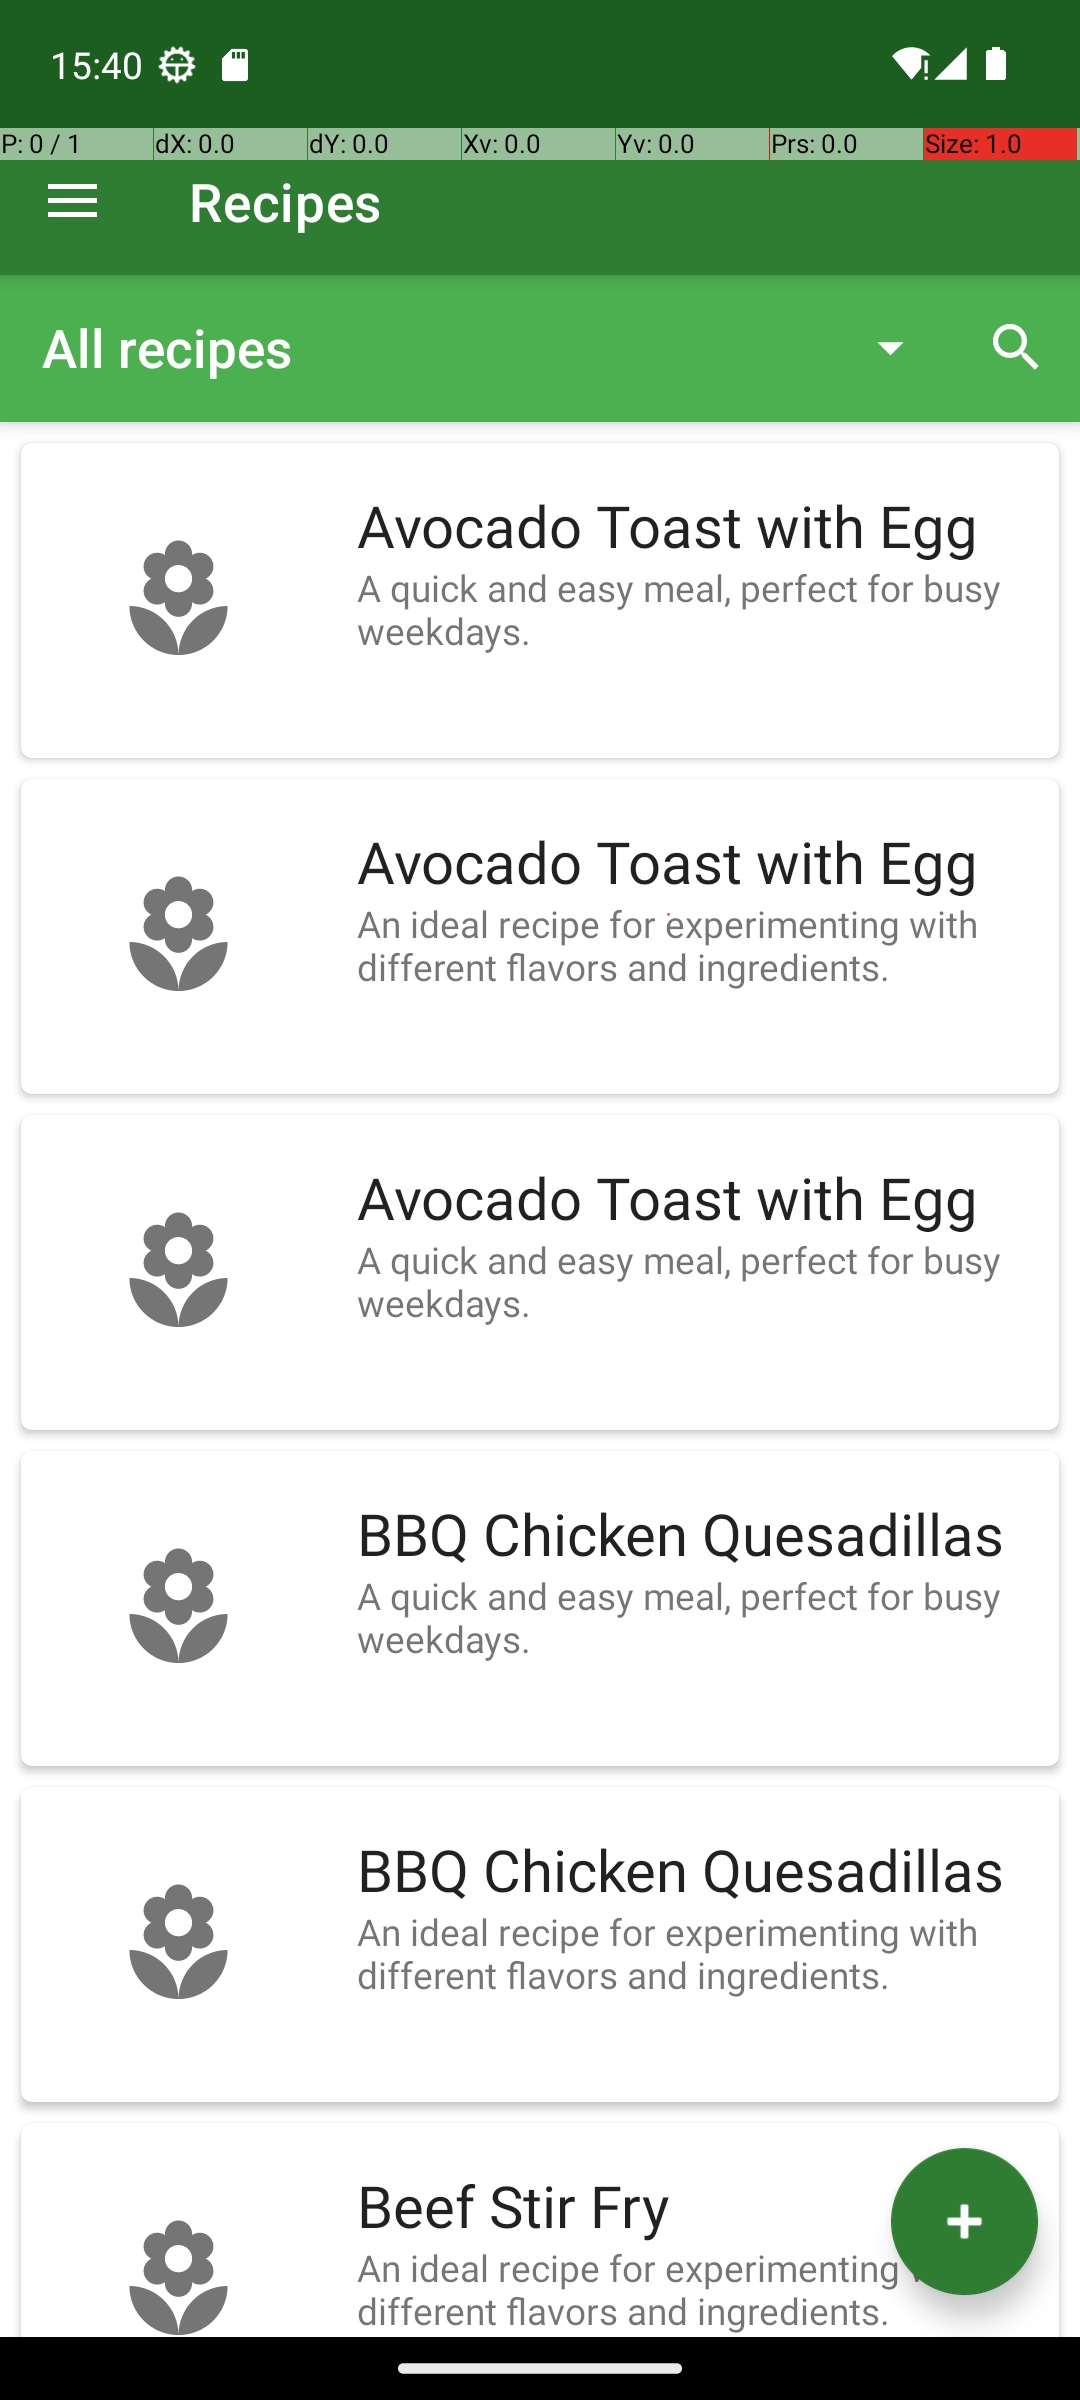 15:40
P: 0 / 1 dX: 0.0 dY: 0.0 Xv: 0.0 Yv: 0.0 Prs: 0.0 Size: 1.0
Recipes
All recipes
Avocado Toast with Egg
A quick and easy meal, perfect for busy
weekdays.
Avocado Toast with Egg
An ideal recipe for experimenting with
different flavors and ingredients.
Avocado Toast with Egg
A quick and easy meal, perfect for busy
weekdays.
BBQ Chicken Quesadillas
A quick and easy meal, perfect for busy
weekdays.
BBQ Chicken Quesadillas
An ideal recipe for experimenting with
different flavors and ingredients.
Beef Stir Fry
An ideal recipe for experimenting
different flavors and ingredients.